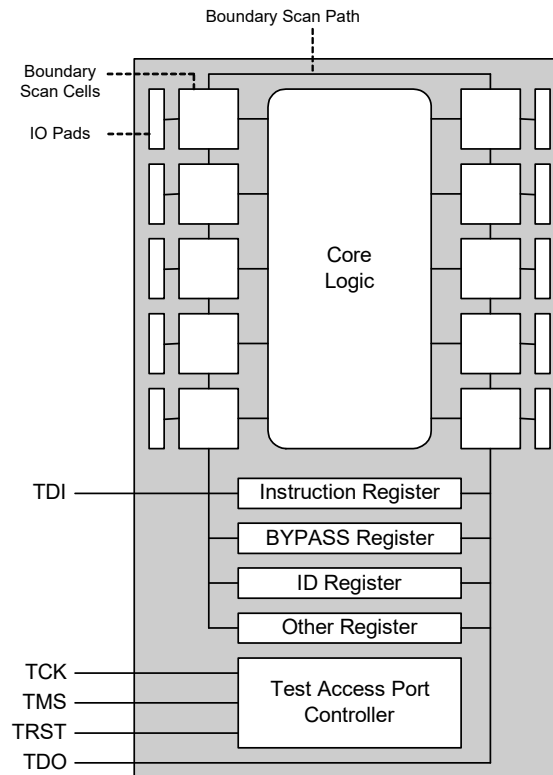 Boundary Scan Path
Boundary
Scan Cells
IO Pads
Core
Logic
TDI
Instruction Register
BYPASS Register
ID Register
Other Register
TCK
TMS
TRST
TDO
Test Access Port
Controller